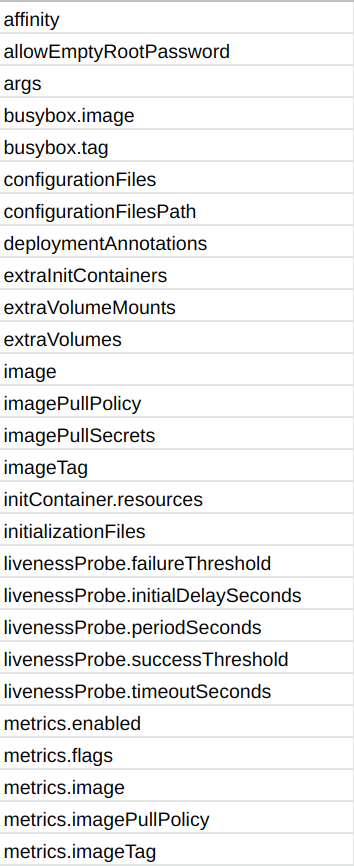 affinity
allowEmptyRootPassword
args
busybox.image
busybox.tag
configurationFiles
configurationFilesPath
deploymentAnnotations
extraInitContainers
extraVolumeMounts
extraVolumes
image
imagePullPolicy
imagePullSecrets
imageTag
initContainer.resources
initializationFiles
livenessProbe.failureThreshold
livenessProbe.initialDelaySeconds
livenessProbe.periodSeconds
livenessProbe.successThreshold
livenessProbe.timeoutSeconds
metrics.enabled
metrics.flags
metrics.image
metrics.imagePullPolicy
metrics.imageTag